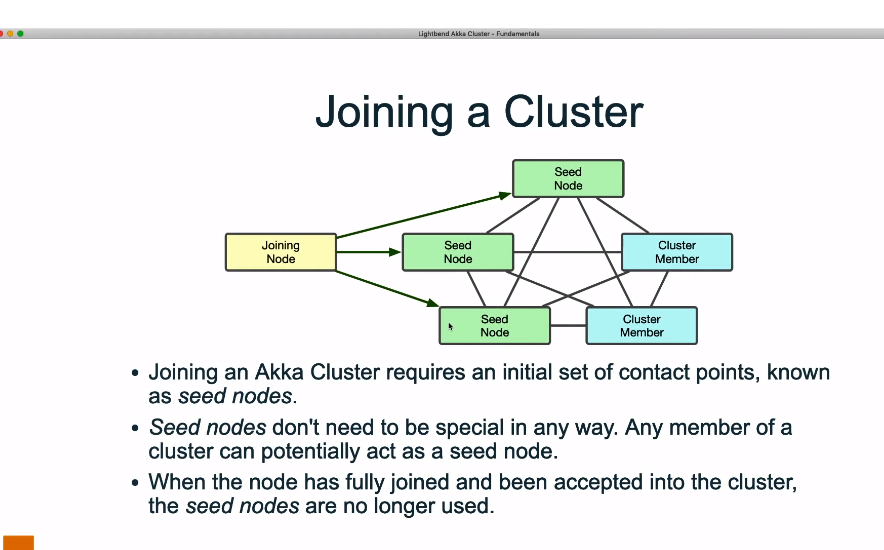 Lightbend Akka Cluster - Fundamentals
Joining a Cluster
Seed
Node
Joining
Node
Seed
Node
Cluster
Member
Seed
Node
Cluster
Member
• Joining an Akka Cluster requires an initial set of contact points, known
as seed nodes.
• Seed nodes don't need to be special in any way. Any member of a
cluster can potentially act as a seed node.
• When the node has fully joined and been accepted into the cluster,
the seed nodes are no longer used.